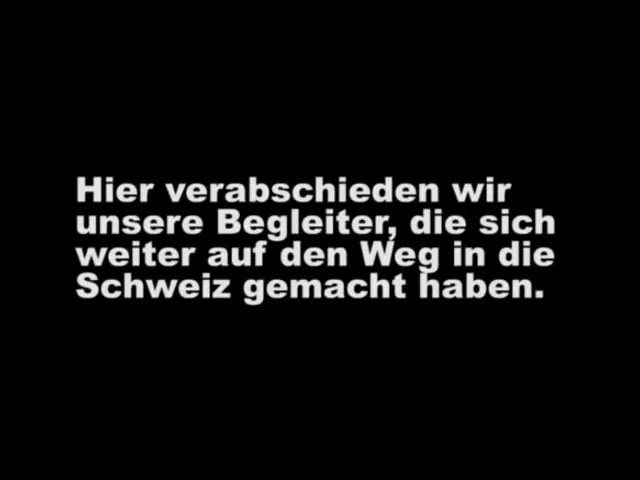 Hier verabschieden wir
unsere Begleiter, die sich
weiter auf den Weg in die
Schweiz gemacht haben.